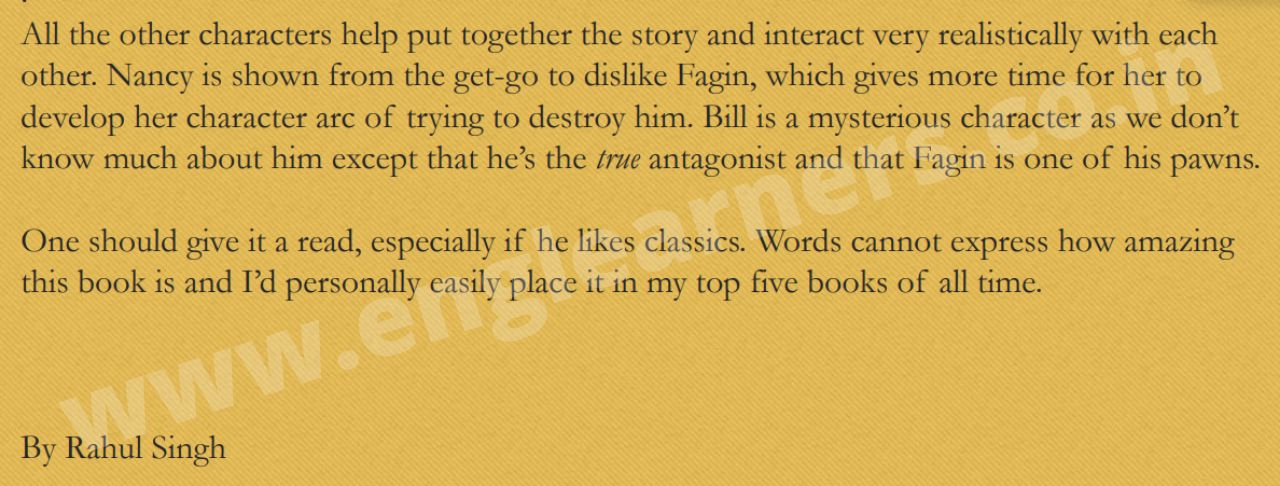 All the other characters help put together the story and interact very realistically with each
other. Nancy is shown from the get-go to dislike Fagin, which gives more time for her to
develop her character arc of trying to destroy him. Bill is a mysterious character as we don't
know much about him except that he's the true antagonist and that Fagin is one of his pawns.
One should give it a read, especially if he likes classics. Words cannot express how amazing
this book is and I'd personally easily place it in my top five books of all time.
www.englearners.co.in
By Rahul Singh